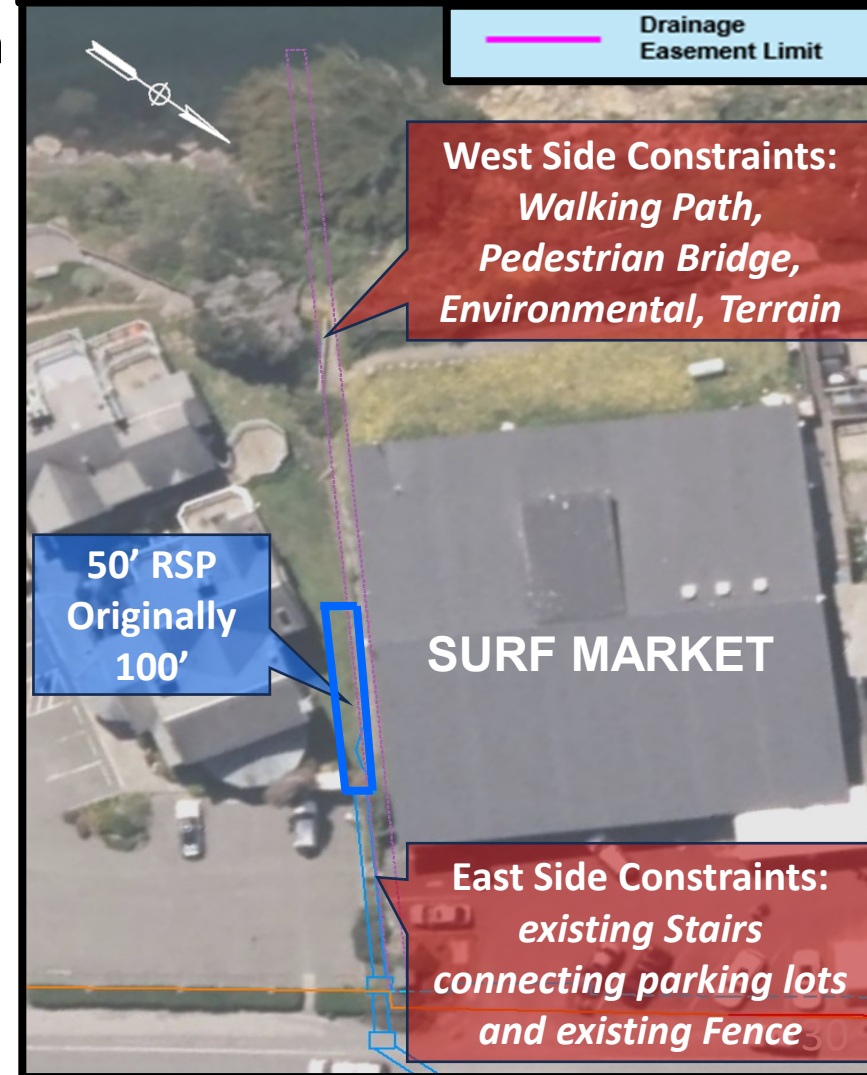 Drainage
Easement Limit
West Side Constraints:
Walking Path,
Pedestrian Bridge,
Environmental, Terrain
50’ RSP
Originally
100’
SURF MARKET
East Side Constraints:
existing Stairs
connecting parking lots
and existing Fence
30